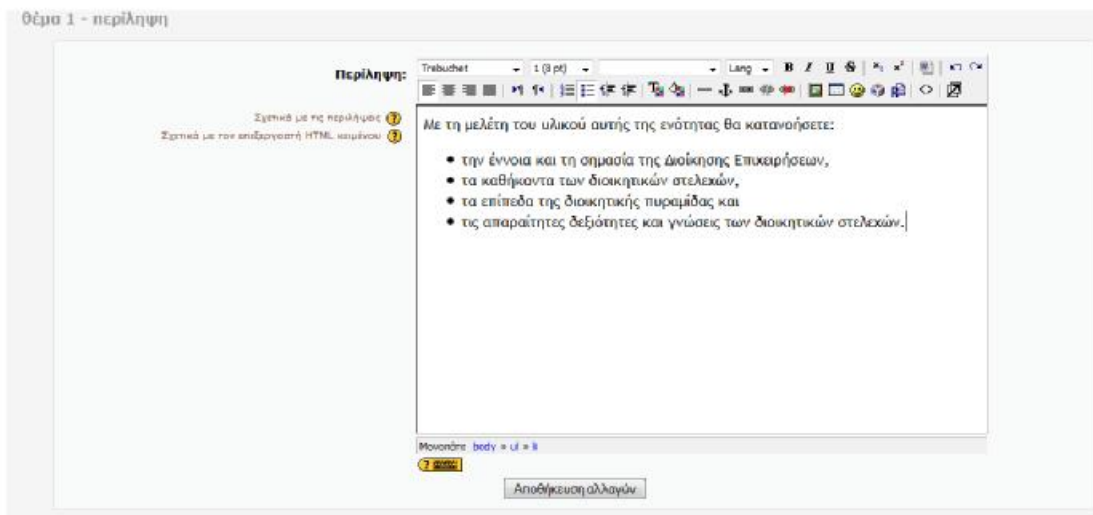 θέμα 1 - περίληψη
Περίληψη:
Trebuchet 1 (8 pt) Lang B I U S
Σχετικά με τις περιλήψεις
Σχετικά με τον επεξεργαστή HTML κειμένου
Με τη μελέτη του υλικού αυτής της ενότητας θα κατανοήσετε:
• την έννοια και τη σημασία της Διοίκησης Επιχειρήσεων,
• τα καθήκοντα των διοικητικών στελεχών,
• τα επίπεδα της διοικητικής πυραμίδας και
• τις απαραίτητες δεξιότητες και γνώσεις των διοικητικών στελεχών.
Μονοπάτι: body » ul » li
Αποθήκευση αλλαγών